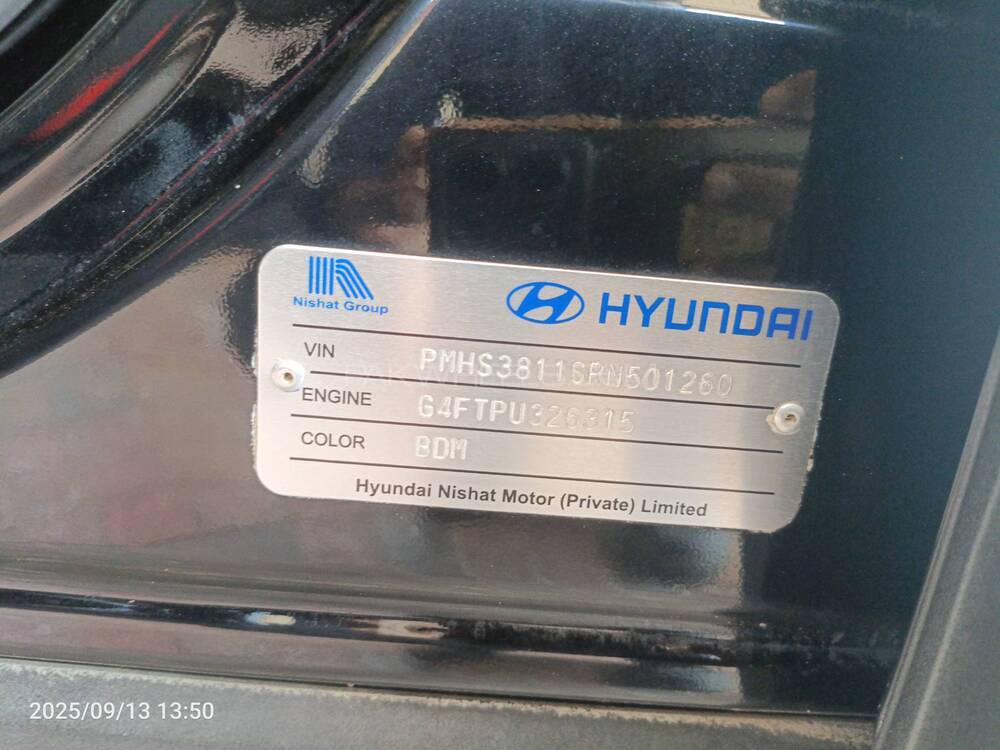 Nishat Group
HYUNDAI
VIN PMHS3811SRN501260
ENGINE G4FTPU326315
COLOR BDM
Hyundai Nishat Motor (Private) Limited
2025/09/13 13:50